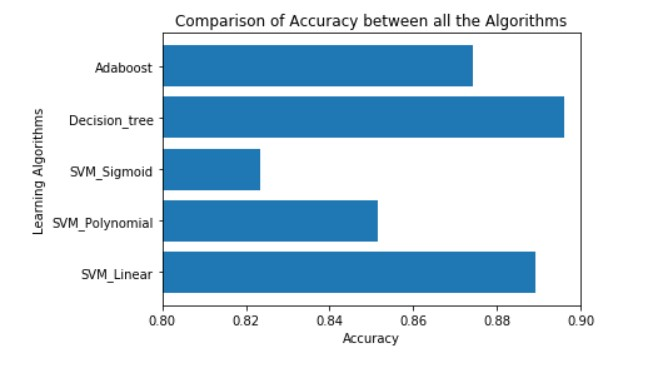 Comparison of Accuracy between all the Algorithms
Adaboost
Decision_tree
SVM_Sigmoid
SVM_Polynomial
SVM_Linear
Learning Algorithms
0.80 0.82 0.84 0.86 0.88 0.90
Accuracy